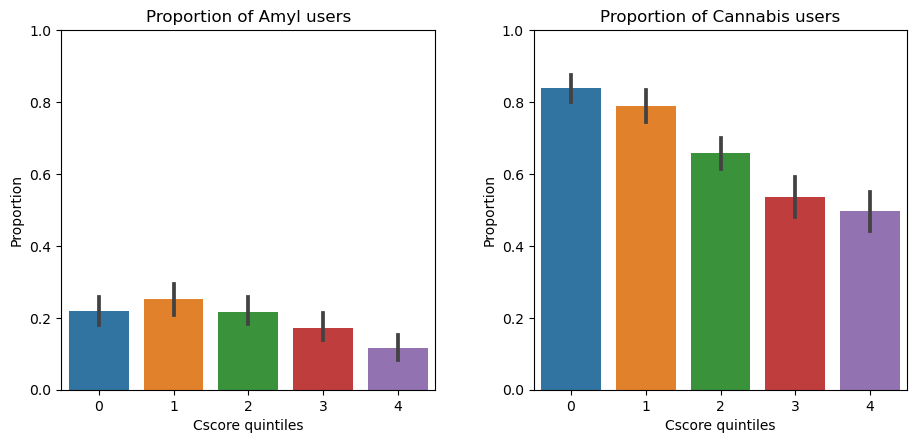 Proportion of Amyl users
1.0
0.8
0.6
0.4
0.2
0.0
Proportion
0 1 2 3 4
Cscore quintiles
Proportion of Cannabis users
1.0
0.8
0.6
0.4
0.2
0.0
Proportion
0 1 2 3 4
Cscore quintiles